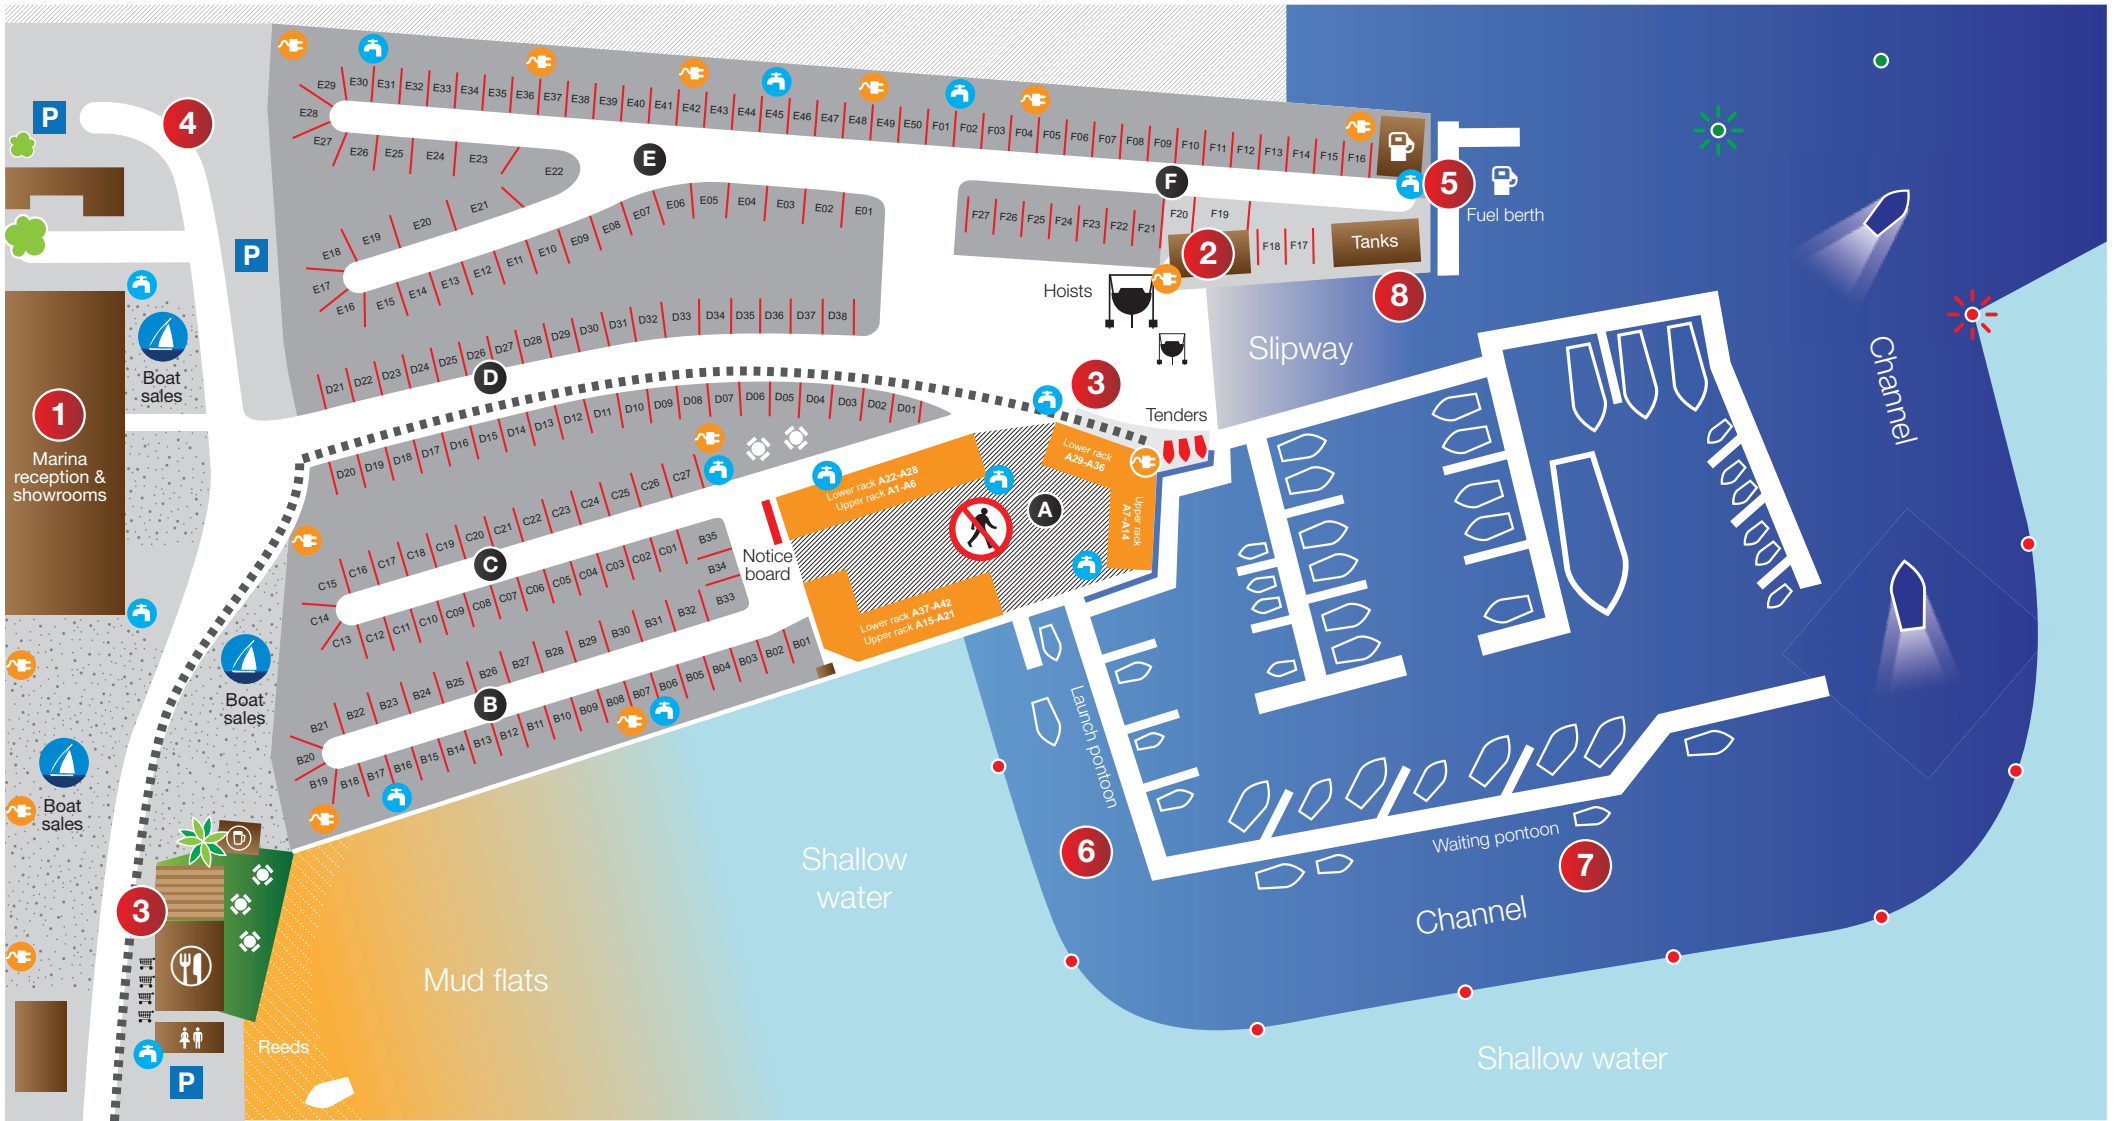 P
4
E29
E30
E31
E32
E33
E34
E35
E36
E37
E38
E39
E40
E41
E42
E43
E44
E45
E46
E47
E48
E49
E50
F01
F02
F03
F04
F05
F06
F07
F08
F09
F10
F11
F12
F13
F14
F15
F16
E28
E27
E26
E25
E24
E23
E22
E
F
5
Fuel berth
E21
E20
E19
E18
E17
E16
E15
E14
E13
E12
E11
E10
E09
E08
E07
E06
E05
E04
E03
E02
E01
F27
F26
F25
F24
F23
F22
F21
F20
F19
F18
F17
2
Tanks
8
P
Hoists
Slipway
Channel
Boat
sales
1
Marina
reception &
showrooms
D21
D22
D23
D24
D25
D26
D27
D28
D29
D30
D31
D32
D33
D34
D35
D36
D37
D38
D
3
Tenders
D20
D19
D18
D17
D16
D15
D14
D13
D12
D11
D10
D09
D08
D07
D06
D05
D04
D03
D02
D01
C15
C16
C17
C18
C19
C20
C21
C22
C23
C24
C25
C26
C27
Lower rack A22-A28
Upper rack A1-A6
Lower rack
A29-A36
Upper rack
A7-A14
A
Notice
board
C
C14
C13
C12
C11
C10
C09
C08
C07
C06
C05
C04
C03
C02
C01
B35
B34
B33
B32
B31
B30
B29
B28
B27
B26
B25
B24
B23
B22
B21
Lower rack A37-A42
Upper rack A15-A21
B
B20
B19
B18
B17
B16
B15
B14
B13
B12
B11
B10
B09
B08
B07
B06
B05
B04
B03
B02
B01
Boat
sales
Boat
sales
Launch pontoon
6
Waiting pontoon
7
Channel
Shallow
water
3
Mud flats
Reeds
P
Shallow water